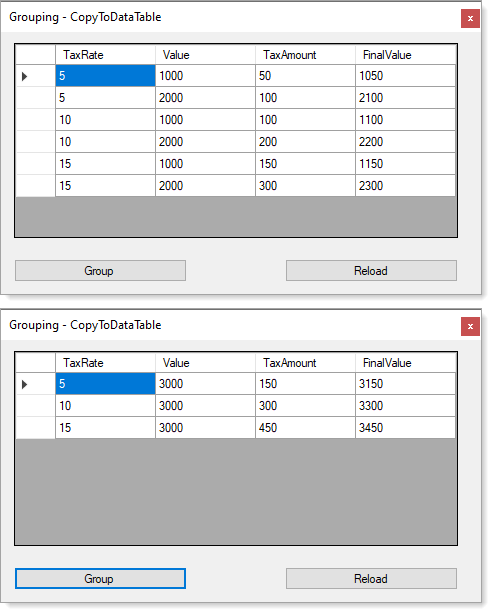 Grouping - CopyToDataTable
x
TaxRate Value TaxAmount FinalValue
5 1000 50 1050
5 2000 100 2100
10 1000 100 1100
10 2000 200 2200
15 1000 150 1150
15 2000 300 2300
Group Reload
Grouping - CopyToDataTable
x
TaxRate Value TaxAmount FinalValue
5 3000 150 3150
10 3000 300 3300
15 3000 450 3450
Group Reload